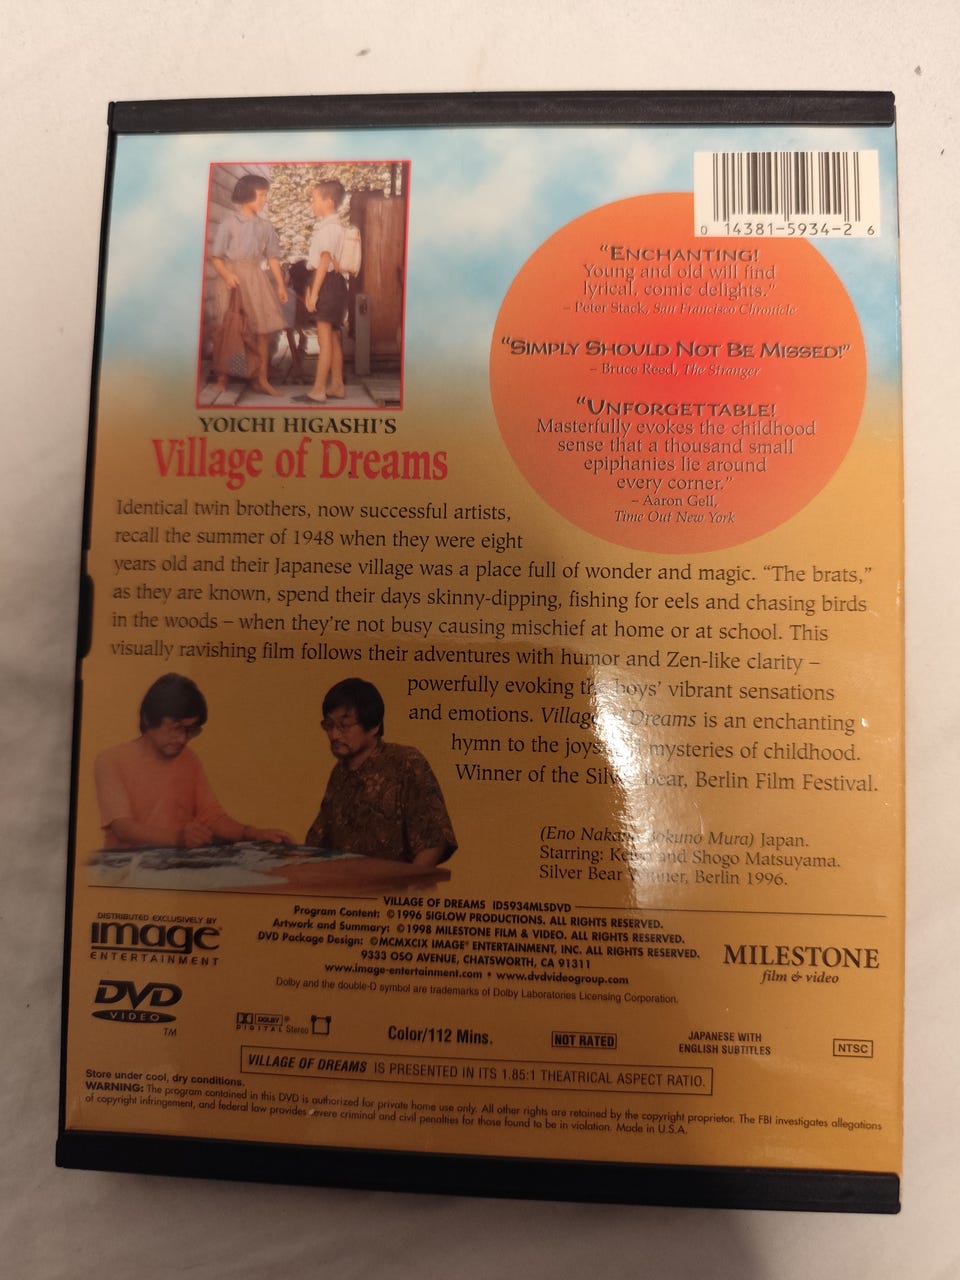 0 14381-5934-2 6
"ENCHANTING!
Young and old will find
lyrical, comic delights."
– Peter Stack, San Francisco Chronicle
"SIMPLY SHOULD NOT BE MISSED!"
– Bruce Reed, The Stranger
"UNFORGETTABLE!
Masterfully evokes the childhood
sense that a thousand small
epiphanies lie around
every corner."
– Aaron Gell,
Time Out New York
YOICHI HIGASHI'S
Village of Dreams
Identical twin brothers, now successful artists,
recall the summer of 1948 when they were eight
years old and their Japanese village was a place full of wonder and magic. "The brats,"
as they are known, spend their days skinny-dipping, fishing for eels and chasing birds
in the woods – when they're not busy causing mischief at home or at school. This
visually ravishing film follows their adventures with humor and Zen-like clarity –
powerfully evoking the boys' vibrant sensations
and emotions. Village of Dreams is an enchanting
hymn to the joys and mysteries of childhood.
Winner of the Silver Bear, Berlin Film Festival.
(Eno Naka Bokuno Mura) Japan.
Starring: and Shogo Matsuyama.
Silver Bear Winner, Berlin 1996.
VILLAGE OF DREAMS ID5934MLSDVD
Program Content: ©1996 SIGLOW PRODUCTIONS. ALL RIGHTS RESERVED.
Artwork and Summary: ©1998 MILESTONE FILM & VIDEO. ALL RIGHTS RESERVED.
DVD Package Design: ©MCMXCIX IMAGE® ENTERTAINMENT, INC. ALL RIGHTS RESERVED.
9333 OSO AVENUE, CHATSWORTH, CA 91311
www.image-entertainment.com • www.dvdvideogroup.com
Dolby and the double-D symbol are trademarks of Dolby Laboratories Licensing Corporation.
DISTRIBUTED EXCLUSIVELY BY
image®
ENTERTAINMENT
MILESTONE
film & video
DVD
VIDEO
TM
DOLBY®
DIGITAL Stereo
Color/112 Mins.
NOT RATED
JAPANESE WITH
ENGLISH SUBTITLES
NTSC
VILLAGE OF DREAMS IS PRESENTED IN ITS 1.85:1 THEATRICAL ASPECT RATIO.
Store under cool, dry conditions.
WARNING: The program contained in this DVD is authorized for private home use only. All other rights are retained by the copyright proprietor. The FBI investigates allegations
of copyright infringement, and federal law provides severe criminal and civil penalties for those found to be in violation. Made in U.S.A.